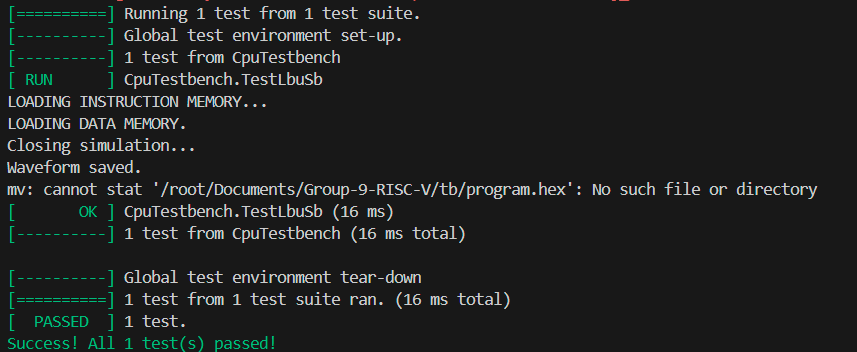 [==========] Running 1 test from 1 test suite.
[----------] Global test environment set-up.
[----------] 1 test from CpuTestbench
[ RUN      ] CpuTestbench.TestLbuSb
LOADING INSTRUCTION MEMORY...
LOADING DATA MEMORY.
Closing simulation...
Waveform saved.
mv: cannot stat '/root/Documents/Group-9-RISC-V/tb/program.hex': No such file or directory
[       OK ] CpuTestbench.TestLbuSb (16 ms)
[----------] 1 test from CpuTestbench (16 ms total)
[----------] Global test environment tear-down
[==========] 1 test from 1 test suite ran. (16 ms total)
[  PASSED  ] 1 test.
Success! All 1 test(s) passed!